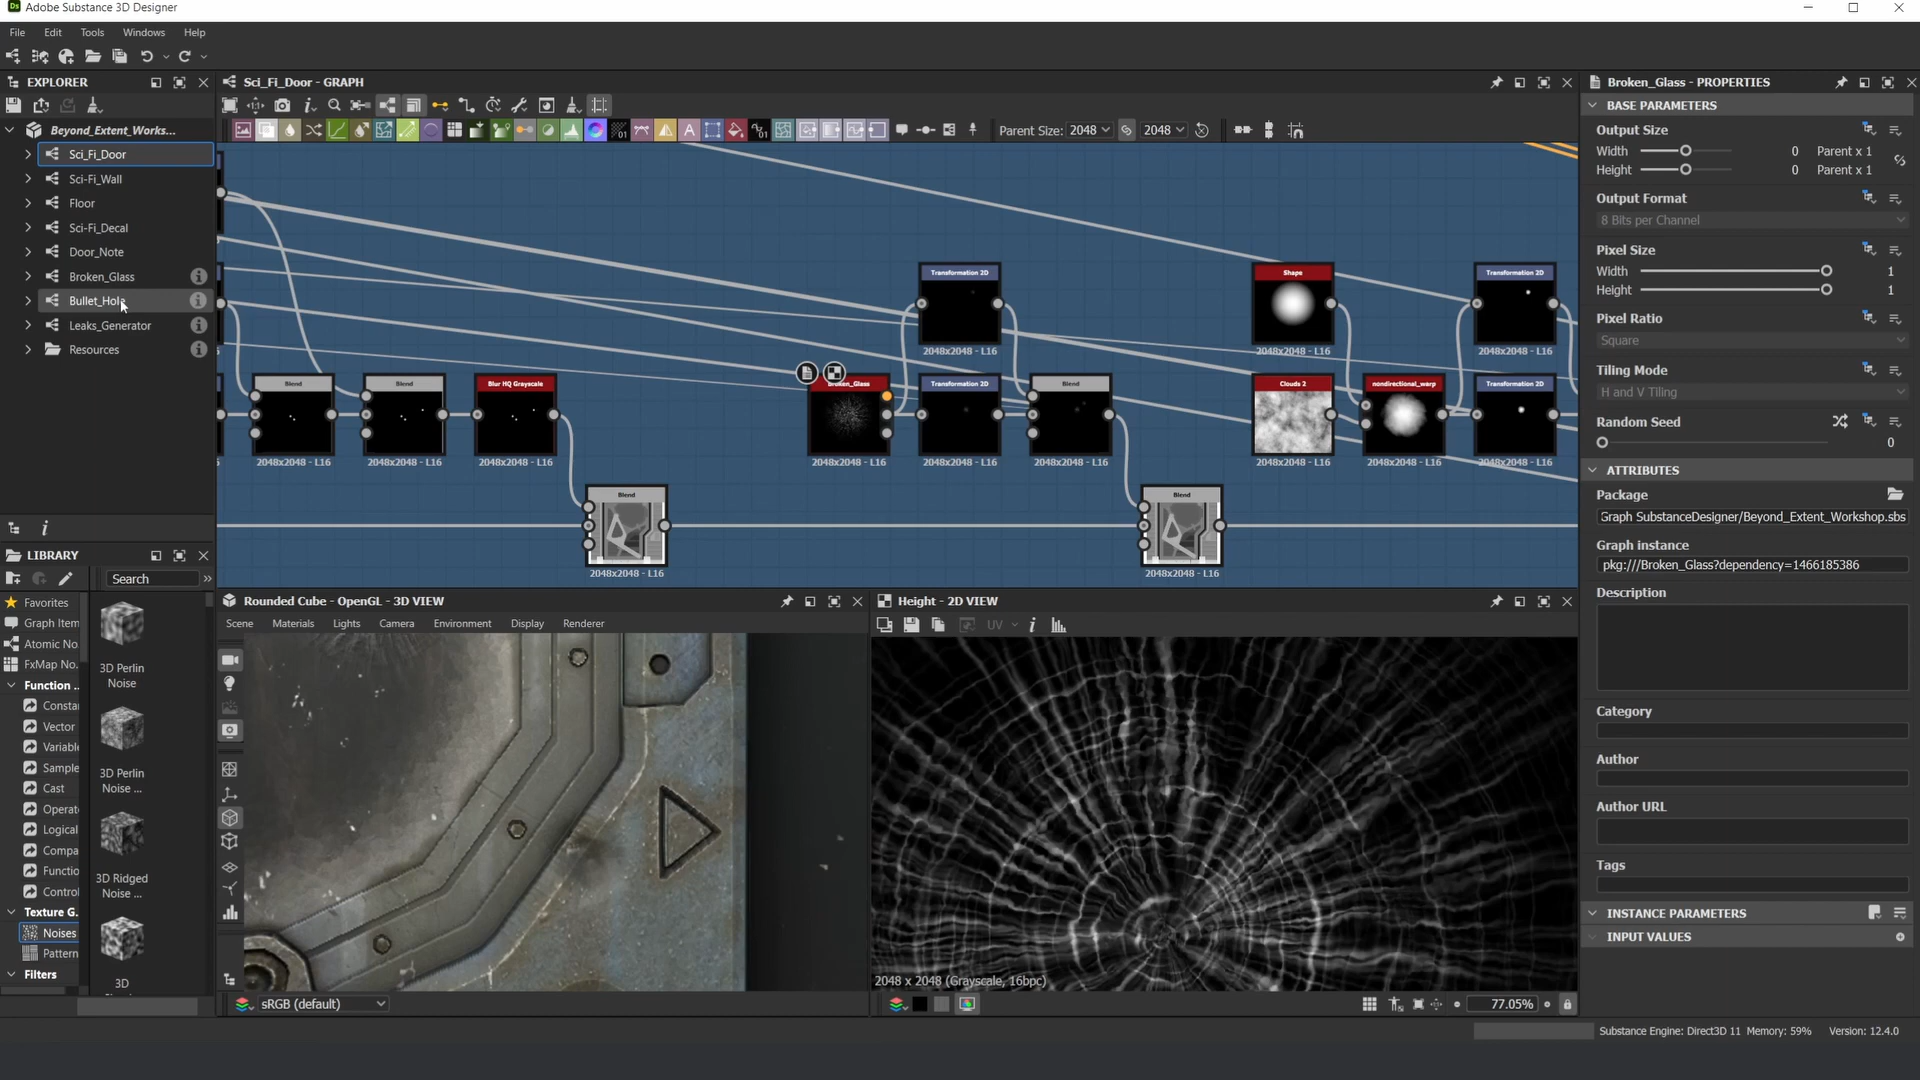 Adobe Substance 3D Designer
File Edit Tools Windows Help
EXPLORER
Beyond_Extent_Works...
Sci_Fi_Door
Sci-Fi_Wall
Floor
Sci-Fi_Decal
Door_Note
Broken_Glass
Bullet_Hole
Leaks_Generator
Resources
LIBRARY
Search
Favorites
Graph Item
Atomic No
FxMap No.
Function ..
Consta
Vector
Variabl
Sample
Cast
Operat
Logical
Compa
Functio
Control
Texture G.
Noises
Pattern
Filters
3D Perlin
Noise
3D Perlin
Noise ...
3D Ridged
Noise ...
3D
Sci_Fi_Door - GRAPH
Parent Size: 2048 2048
Transformation 2D
2048x2048 - L16
Shape
2048x2048 - L16
Transformation 2D
2048x2048 - L16
Blend
2048x2048 - L16
Blend
2048x2048 - L16
Blur HQ Grayscale
2048x2048 - L16
Broken_Glass
2048x2048 - L16
Transformation 2D
2048x2048 - L16
Blend
2048x2048 - L16
Clouds 2
2048x2048 - L16
nondirectional_warp
2048x2048 - L16
Transformation 2D
2048x2048 - L16
Blend
2048x2048 - L16
Blend
2048x2048 - L16
Rounded Cube - OpenGL - 3D VIEW
Scene Materials Lights Camera Environment Display Renderer
sRGB (default)
Height - 2D VIEW
UV
2048 x 2048 (Grayscale, 16bpc)
77.05%
Broken_Glass - PROPERTIES
BASE PARAMETERS
Output Size
Width 0 Parent x 1
Height 0 Parent x 1
Output Format
8 Bits per Channel
Pixel Size
Width 1
Height 1
Pixel Ratio
Square
Tiling Mode
H and V Tiling
Random Seed
0
ATTRIBUTES
Package
Graph SubstanceDesigner/Beyond_Extent_Workshop.sbs
Graph instance
pkg:///Broken_Glass?dependency=1466185386
Description
Category
Author
Author URL
Tags
INSTANCE PARAMETERS
INPUT VALUES
Substance Engine: Direct3D 11 Memory: 59% Version: 12.4.0